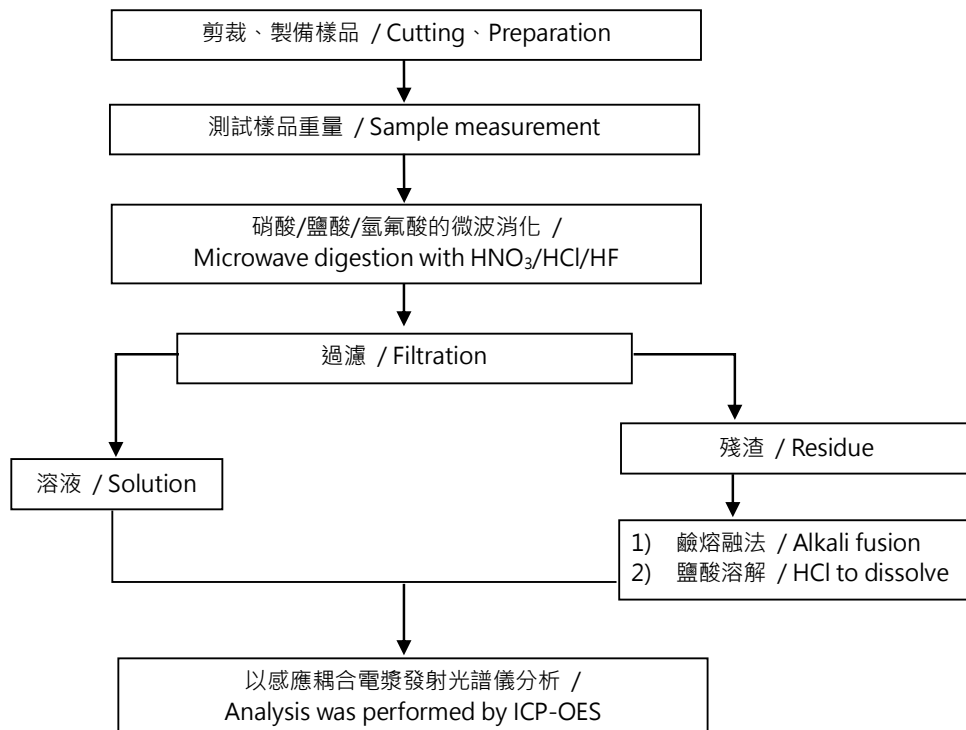 剪裁、製備樣品 / Cutting、Preparation
測試樣品重量 / Sample measurement
硝酸/鹽酸/氫氟酸的微波消化 /
Microwave digestion with HNO₃/HCl/HF
過濾 / Filtration
溶液 / Solution
殘渣 / Residue
1) 鹼熔融法 / Alkali fusion
2) 鹽酸溶解 / HCl to dissolve
以感應耦合電漿發射光譜儀分析 /
Analysis was performed by ICP-OES